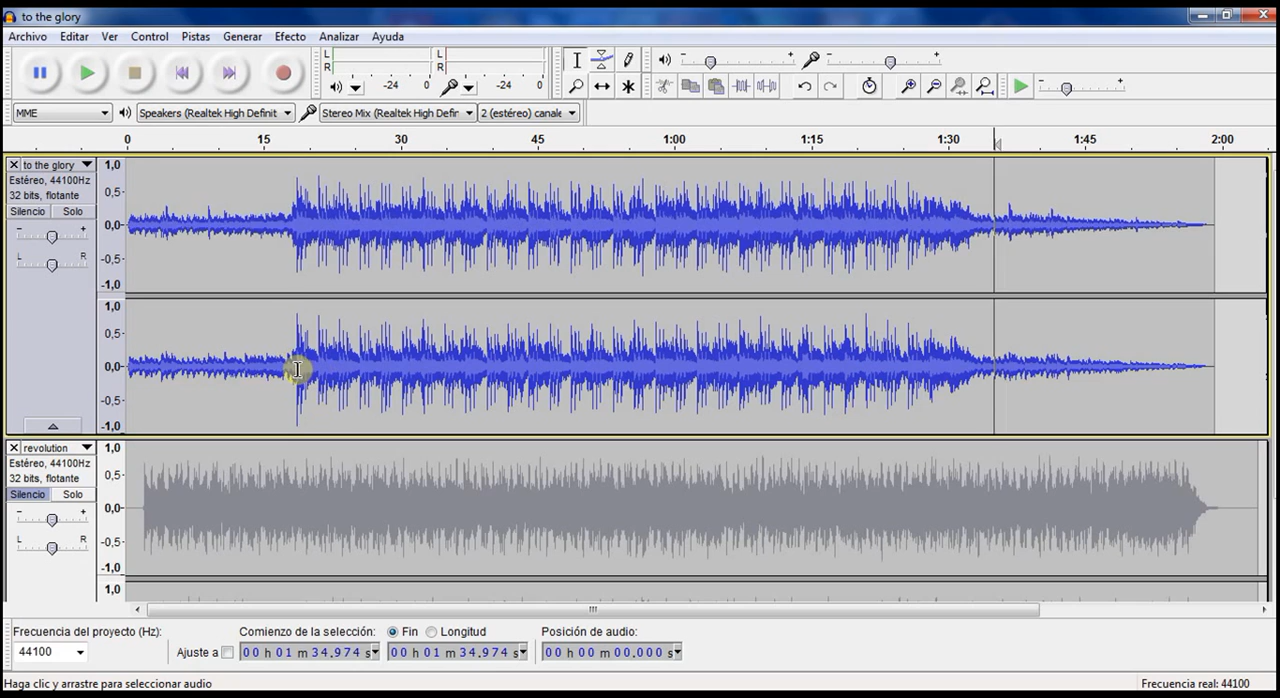 to the glory
Archivo Editar Ver Control Pistas Generar Efecto Analizar Ayuda
L L
R R
-24 0 -24 0
MME Speakers (Realtek High Definit Stereo Mix (Realtek High Defir 2 (estéreo) canale
0 15 30 45 1:00 1:15 1:30 1:45 2:00
to the glory
Estéreo, 44100Hz
32 bits, flotante
Silencio Solo
- +
L R
1,0
0,5
0,0
-0,5
-1,0
1,0
0,5
0,0
-0,5
-1,0
revolution
Estéreo, 44100Hz
32 bits, flotante
Silencio Solo
- +
L R
1,0
0,5
0,0
-0,5
-1,0
1,0
Frecuencia del proyecto (Hz): Comienzo de la selección: Fin Longitud Posición de audio:
44100 Ajuste a 00 h 01 m 34.974 s 00 h 01 m 34.974 s 00 h 00 m 00.000 s
Haga clic y arrastre para seleccionar audio Frecuencia real: 44100